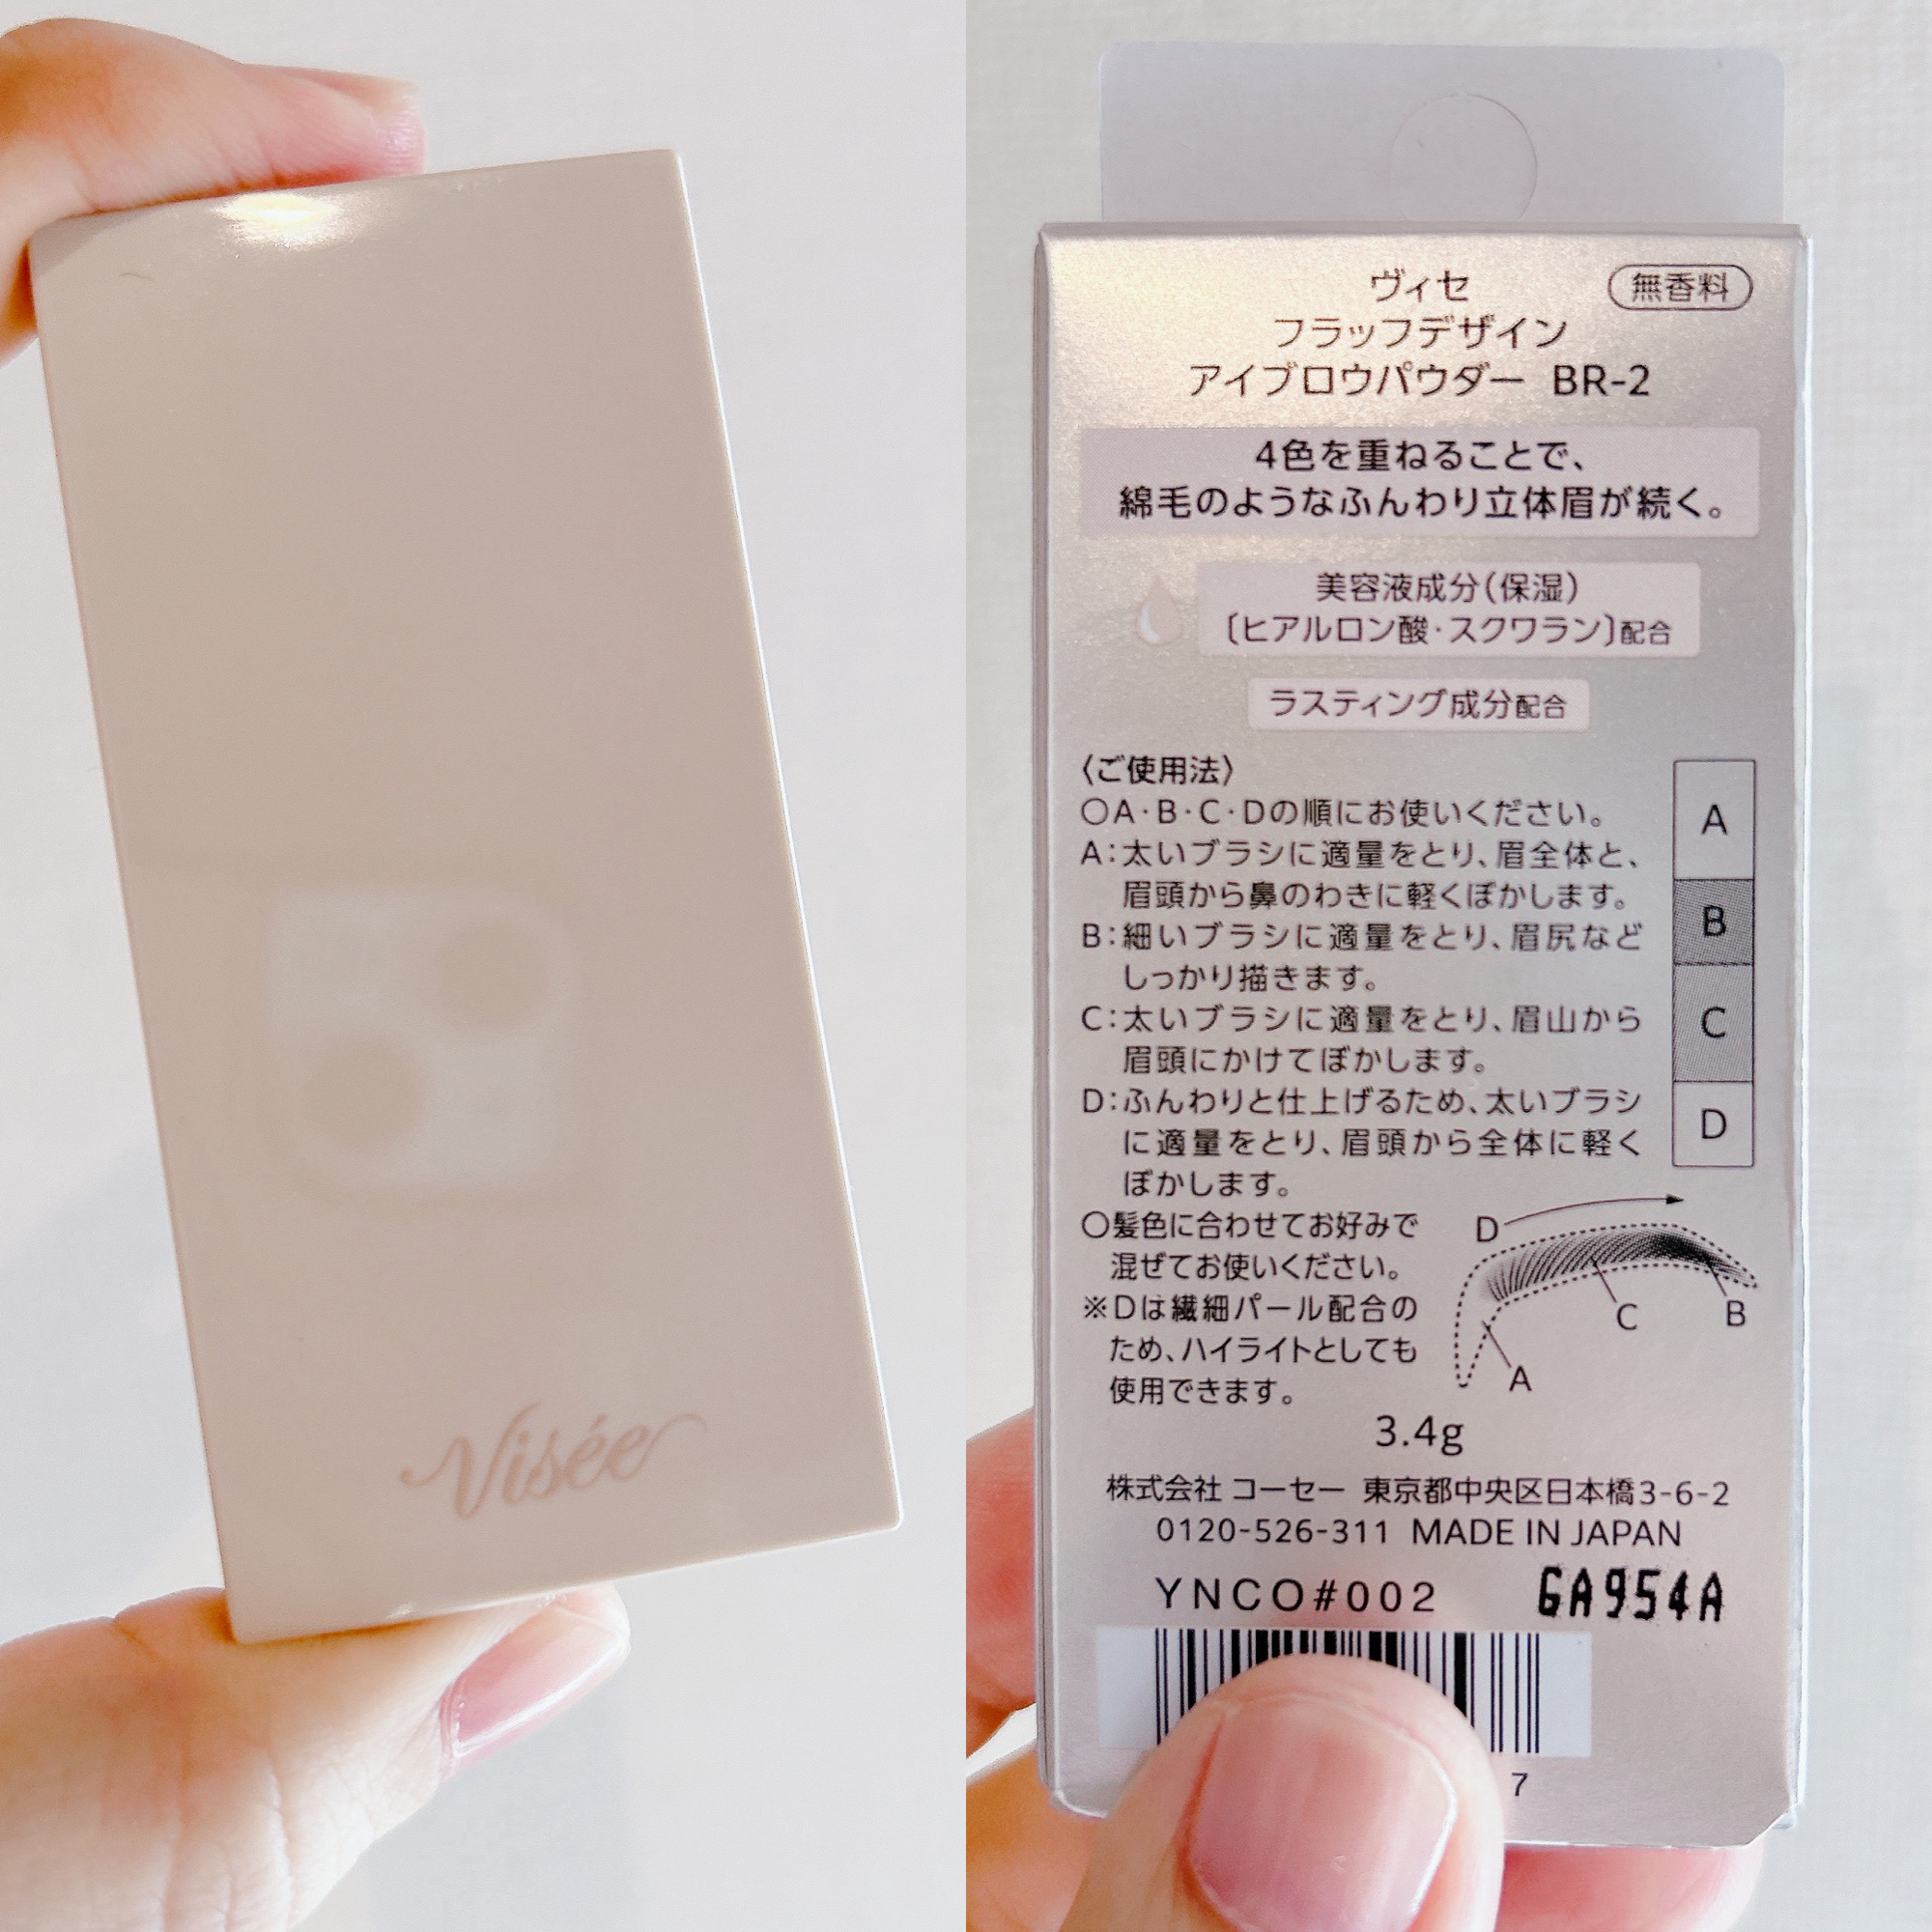 Visée
ヴィセ
無香料
フラッフデザイン
アイブロウパウダー BR-2
4色を重ねることで、
綿毛のようなふんわり立体眉が続く。
美容液成分(保湿)
〔ヒアルロン酸·スクワラン〕配合
ラスティング成分配合
〈ご使用法〉
○A·B·C·Dの順にお使いください。
A:太いブラシに適量をとり、眉全体と、
眉頭から鼻のわきに軽くぼかします。
B:細いブラシに適量をとり、眉尻など
しっかり描きます。
C:太いブラシに適量をとり、眉山から
眉頭にかけてぼかします。
D:ふんわりと仕上げるため、太いブラシ
に適量をとり、眉頭から全体に軽く
ぼかします。
○髪色に合わせてお好みで
混ぜてお使いください。
※Dは繊細パール配合の
ため、ハイライトとしても
使用できます。
A
B
C
D
D
C
B
A
3.4g
株式会社 コーセー 東京都中央区日本橋3-6-2
0120-526-311 MADE IN JAPAN
YNCO#002 GA954A
7